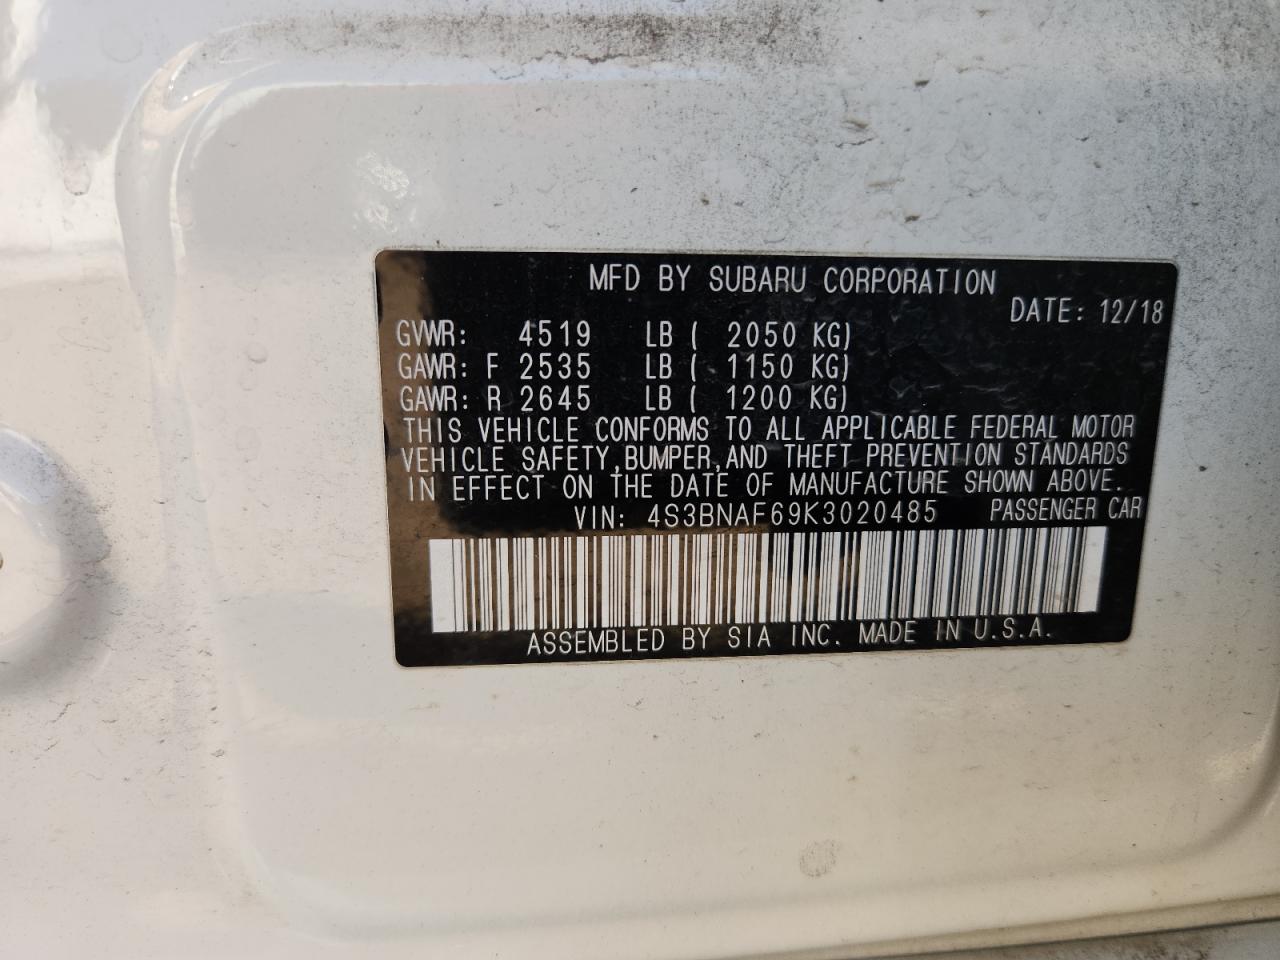 MFD BY SUBARU CORPORATION
DATE: 12/18
GVWR: 4519 LB ( 2050 KG)
GAWR: F 2535 LB ( 1150 KG)
GAWR: R 2645 LB ( 1200 KG)
THIS VEHICLE CONFORMS TO ALL APPLICABLE FEDERAL MOTOR
VEHICLE SAFETY,BUMPER,AND THEFT PREVENTION STANDARDS
IN EFFECT ON THE DATE OF MANUFACTURE SHOWN ABOVE.
VIN: 4S3BNAF69K3020485 PASSENGER CAR
ASSEMBLED BY SIA INC. MADE IN U.S.A.